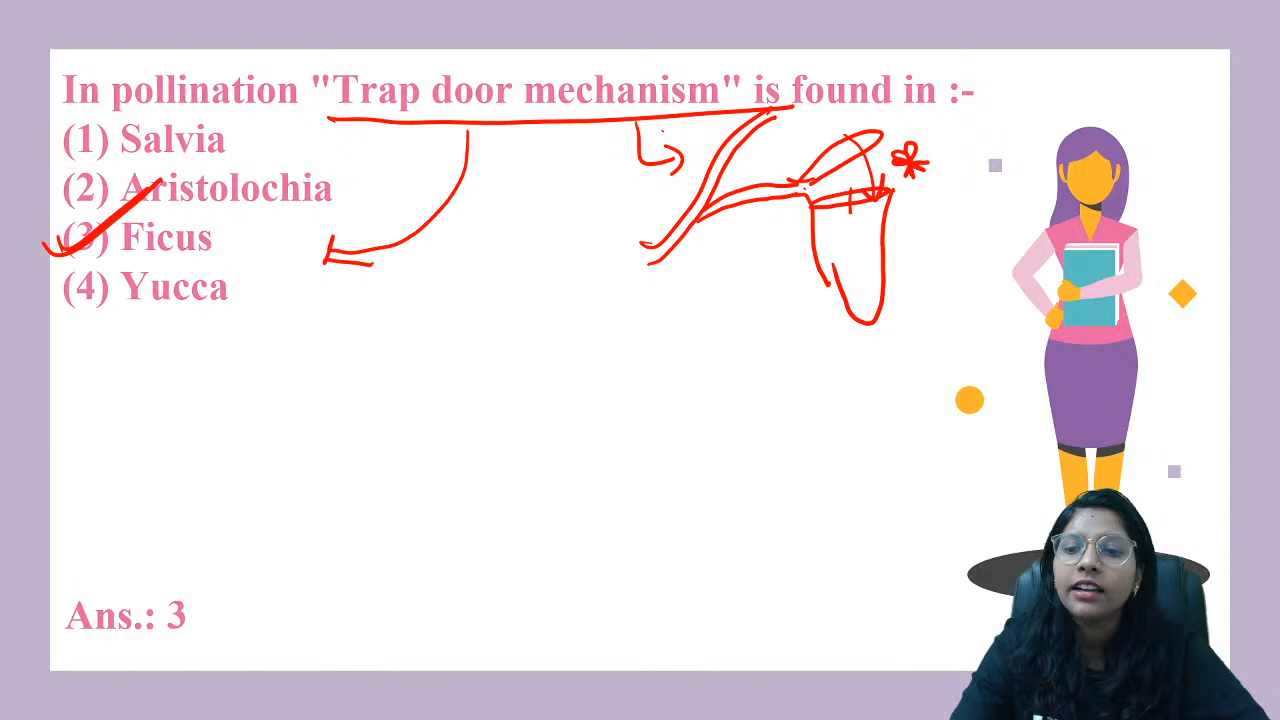 In pollination "Trap door mechanism" is found in :-
(1) Salvia
(2) Aristolochia
(3) Ficus
(4) Yucca
Ans.: 3